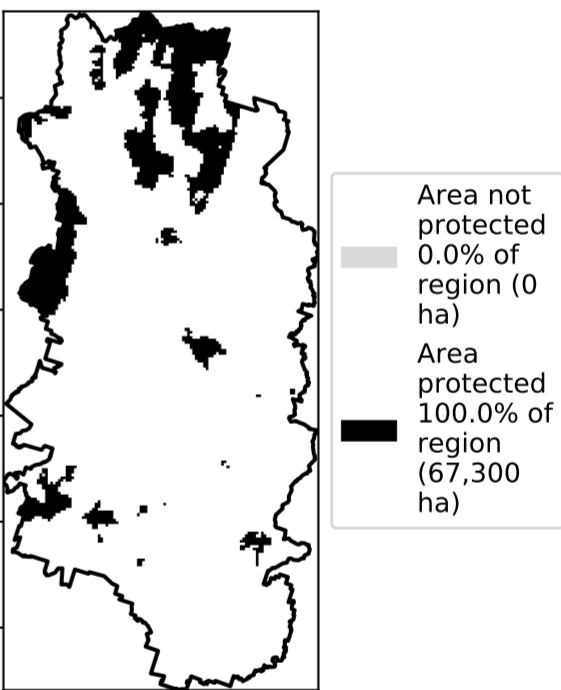 Area not
protected
0.0% of
region (0
ha)
Area
protected
100.0% of
region
(67,300
ha)